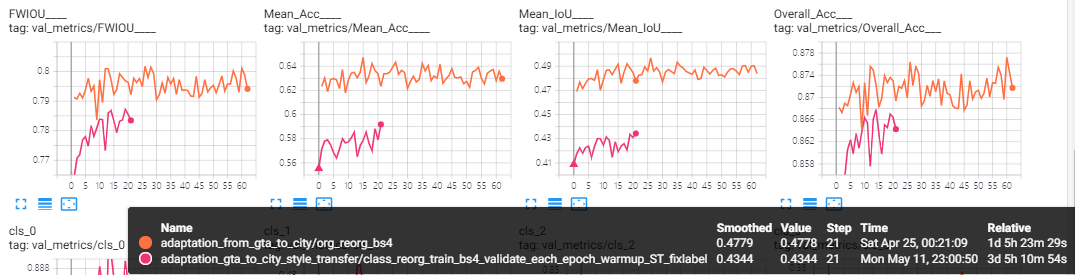 FWIOU____
tag: val_metrics/FWIOU____
0.8
0.79
0.78
0.77
0 5 10 15 20 25 30 35 40 45 50 55 60
Mean_Acc____
tag: val_metrics/Mean_Acc____
0.64
0.62
0.6
0.58
0.56
0 5 10 15 20 25 30 35 40 45 50 55 60
Mean_IoU____
tag: val_metrics/Mean_IoU____
0.49
0.47
0.45
0.43
0.41
0 5 10 15 20 25 30 35 40 45 50 55 60
Overall_Acc___
tag: val_metrics/Overall_Acc___
0.878
0.874
0.87
0.866
0.862
0.858
0 5 10 15 20 25 30 35 40 45 50 55 60
cls_0
tag: val_metrics/cls_0
0.888
cls_1
cls_2
tag: val_metrics/cls_2
Name Smoothed Value Step Time Relative
0.4779 0.4778 21 Sat Apr 25, 00:21:09 1d 5h 23m 29s
adaptation_gta_to_city_style_transfer/class_reorg_train_bs4_validate_each_epoch_warmup_ST_fixlabel 0.4344 0.4344 21 Mon May 11, 23:00:50 3d 5h 10m 54s